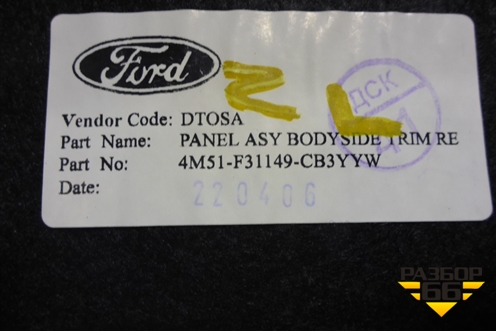 Ford
Z L
ДСК
Vendor Code: DTOSA
Part Name: PANEL ASY BODYSIDE TRIM RE
Part No: 4M51-F31149-CB3YYW
Date: 220406
РАЗБОР
66